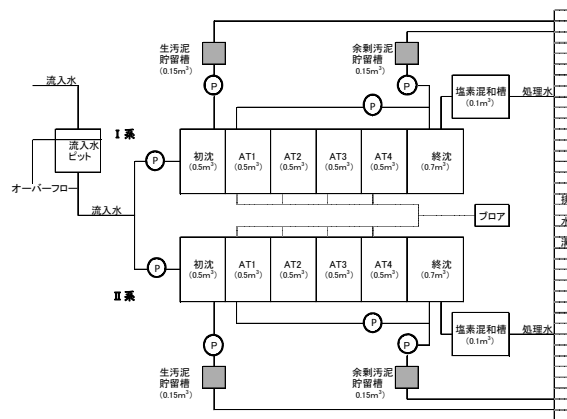 生汚泥
貯留槽
(0.15m³)
余剰汚泥
貯留槽
0.15m³)
P
P
流入水
P
塩素混和槽
(0.1m³)
処理水
Ⅰ系
流入水
ピット
P
初沈
(0.5m³)
AT1
(0.5m³)
AT2
(0.5m³)
AT3
(0.5m³)
AT4
(0.5m³)
終沈
(0.7m³)
オーバーフロー
流入水
ブロア
排
水
溝
P
初沈
(0.5m³)
AT1
(0.5m³)
AT2
(0.5m³)
AT3
(0.5m³)
AT4
(0.5m³)
終沈
(0.7m³)
Ⅱ系
P
塩素混和槽
(0.1m³)
処理水
P
P
生汚泥
貯留槽
(0.15m³)
余剰汚泥
貯留槽
0.15m³)